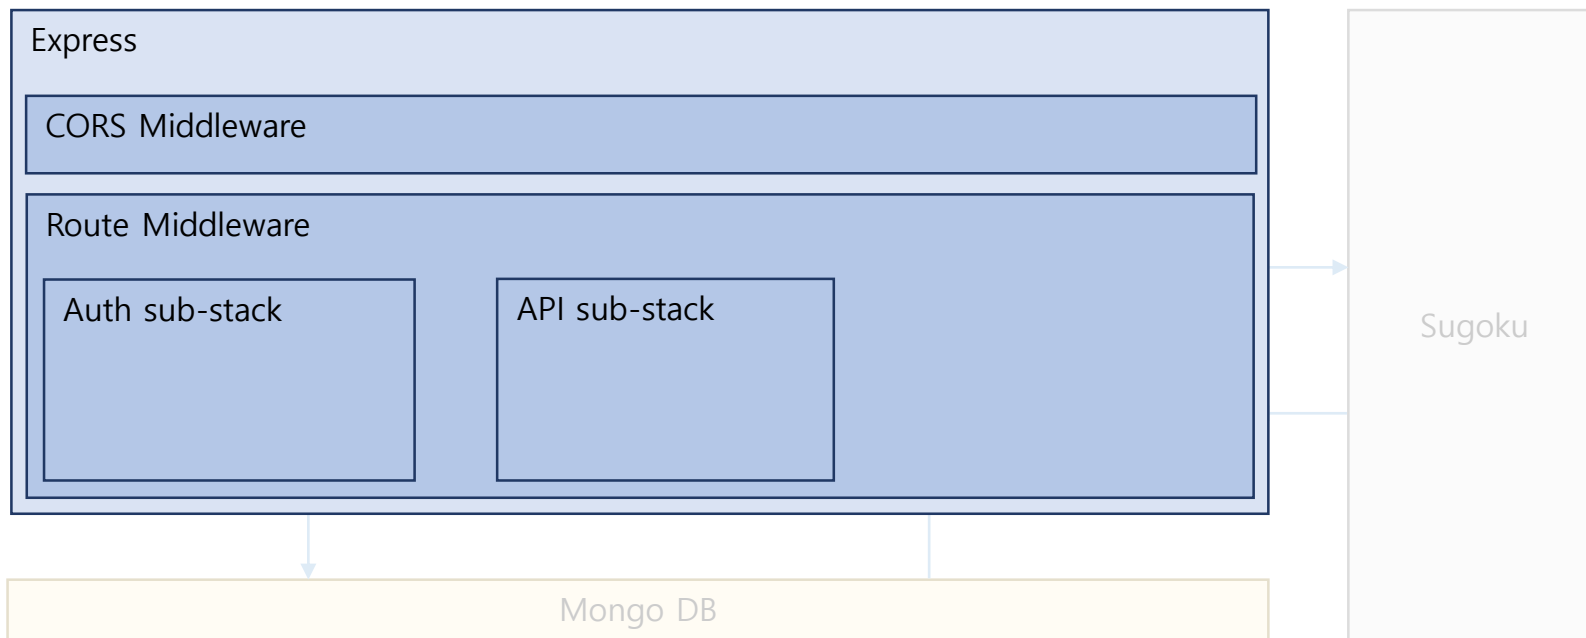 Express
CORS Middleware
Route Middleware
Auth sub-stack
API sub-stack
Sugoku
Mongo DB